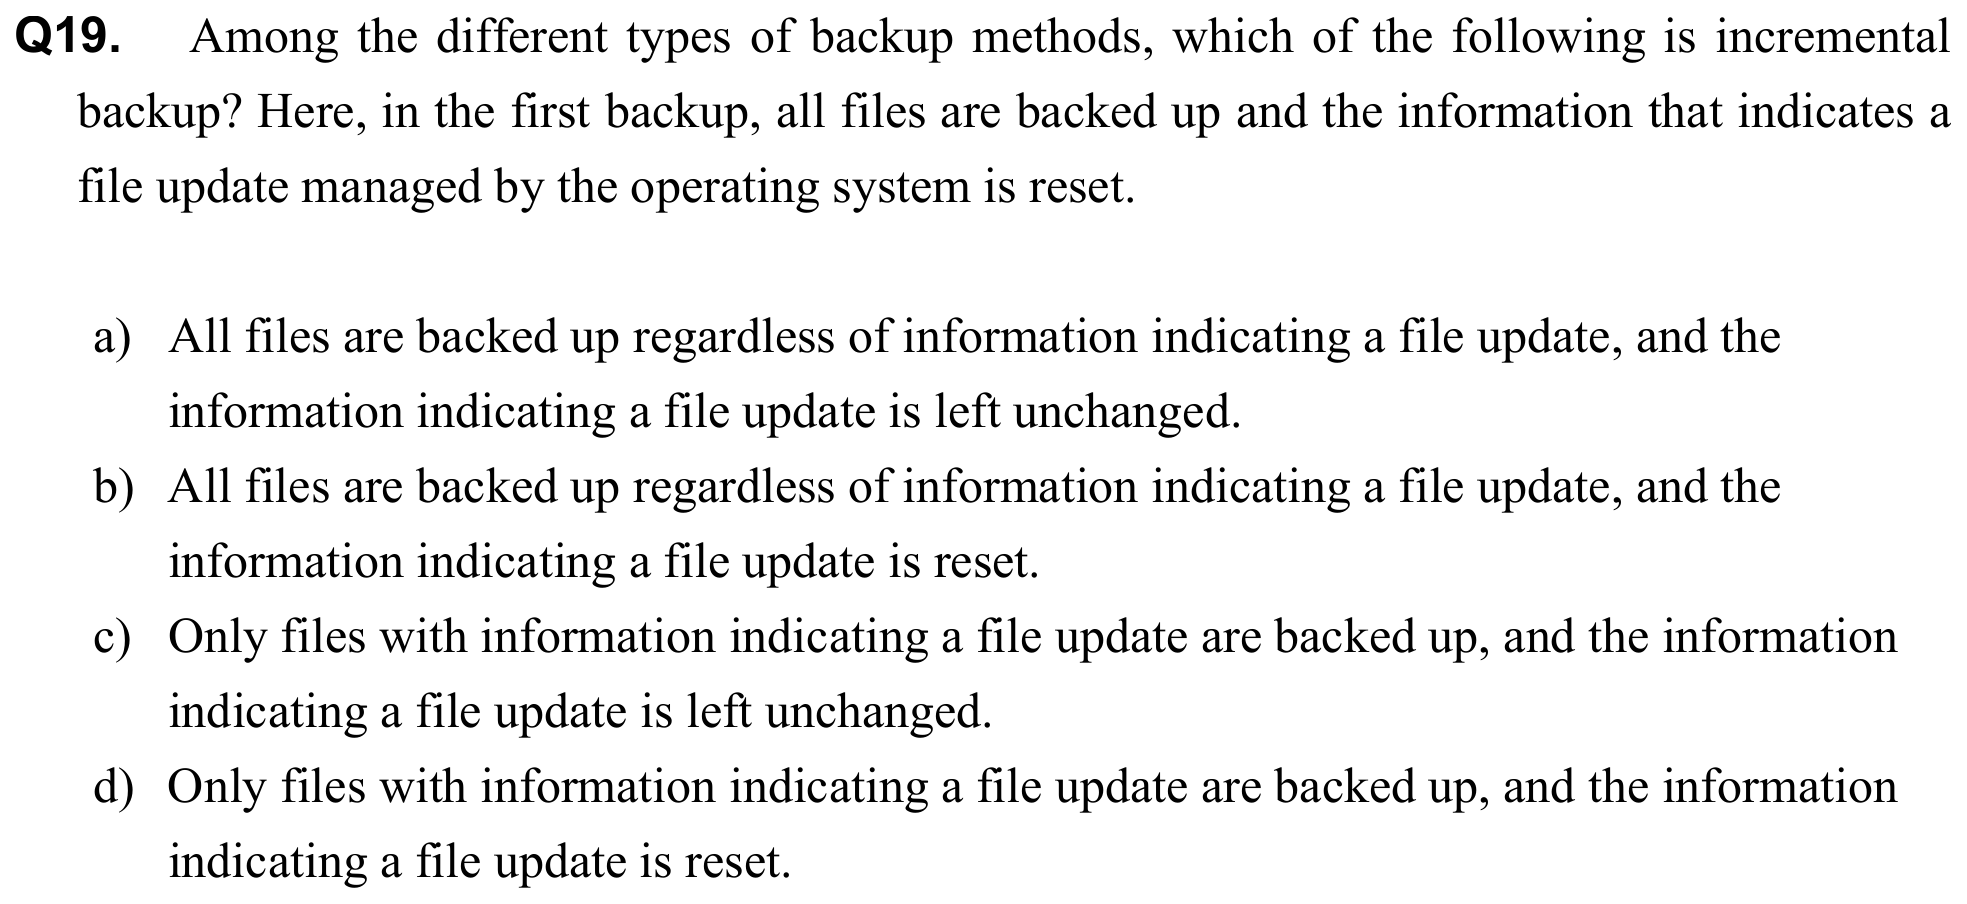 Q19. Among the different types of backup methods, which of the following is incremental
backup? Here, in the first backup, all files are backed up and the information that indicates a
file update managed by the operating system is reset.
a) All files are backed up regardless of information indicating a file update, and the
information indicating a file update is left unchanged.
b) All files are backed up regardless of information indicating a file update, and the
information indicating a file update is reset.
c) Only files with information indicating a file update are backed up, and the information
indicating a file update is left unchanged.
d) Only files with information indicating a file update are backed up, and the information
indicating a file update is reset.